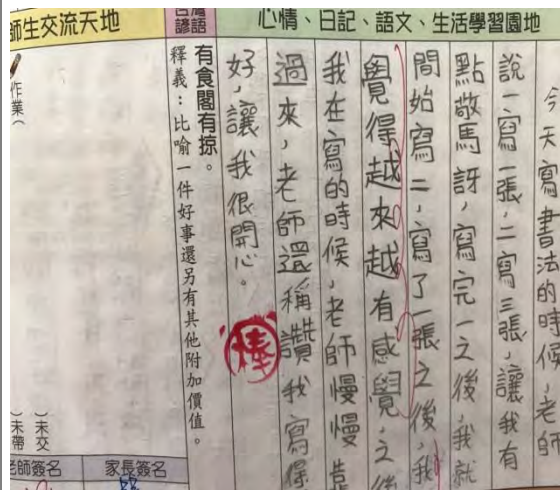 師生交流天地
心情、日記、語文、生活學習園地
今天寫書法的時候，老師
說一寫一張，二寫三張，讓我有
點敬馬訝，寫完一之後，我就
間始寫二，寫了一張之後，我
覺得越來越有感覺，之後
我在寫的時候，老師慢慢靠
過來，老師還稱讚我寫得
好，讓我很開心。
棒
諺語
有食閣有掠。
釋義：比喻一件好事還另有其他附加價值。
作業（
）未交
）未帶
老師簽名
家長簽名